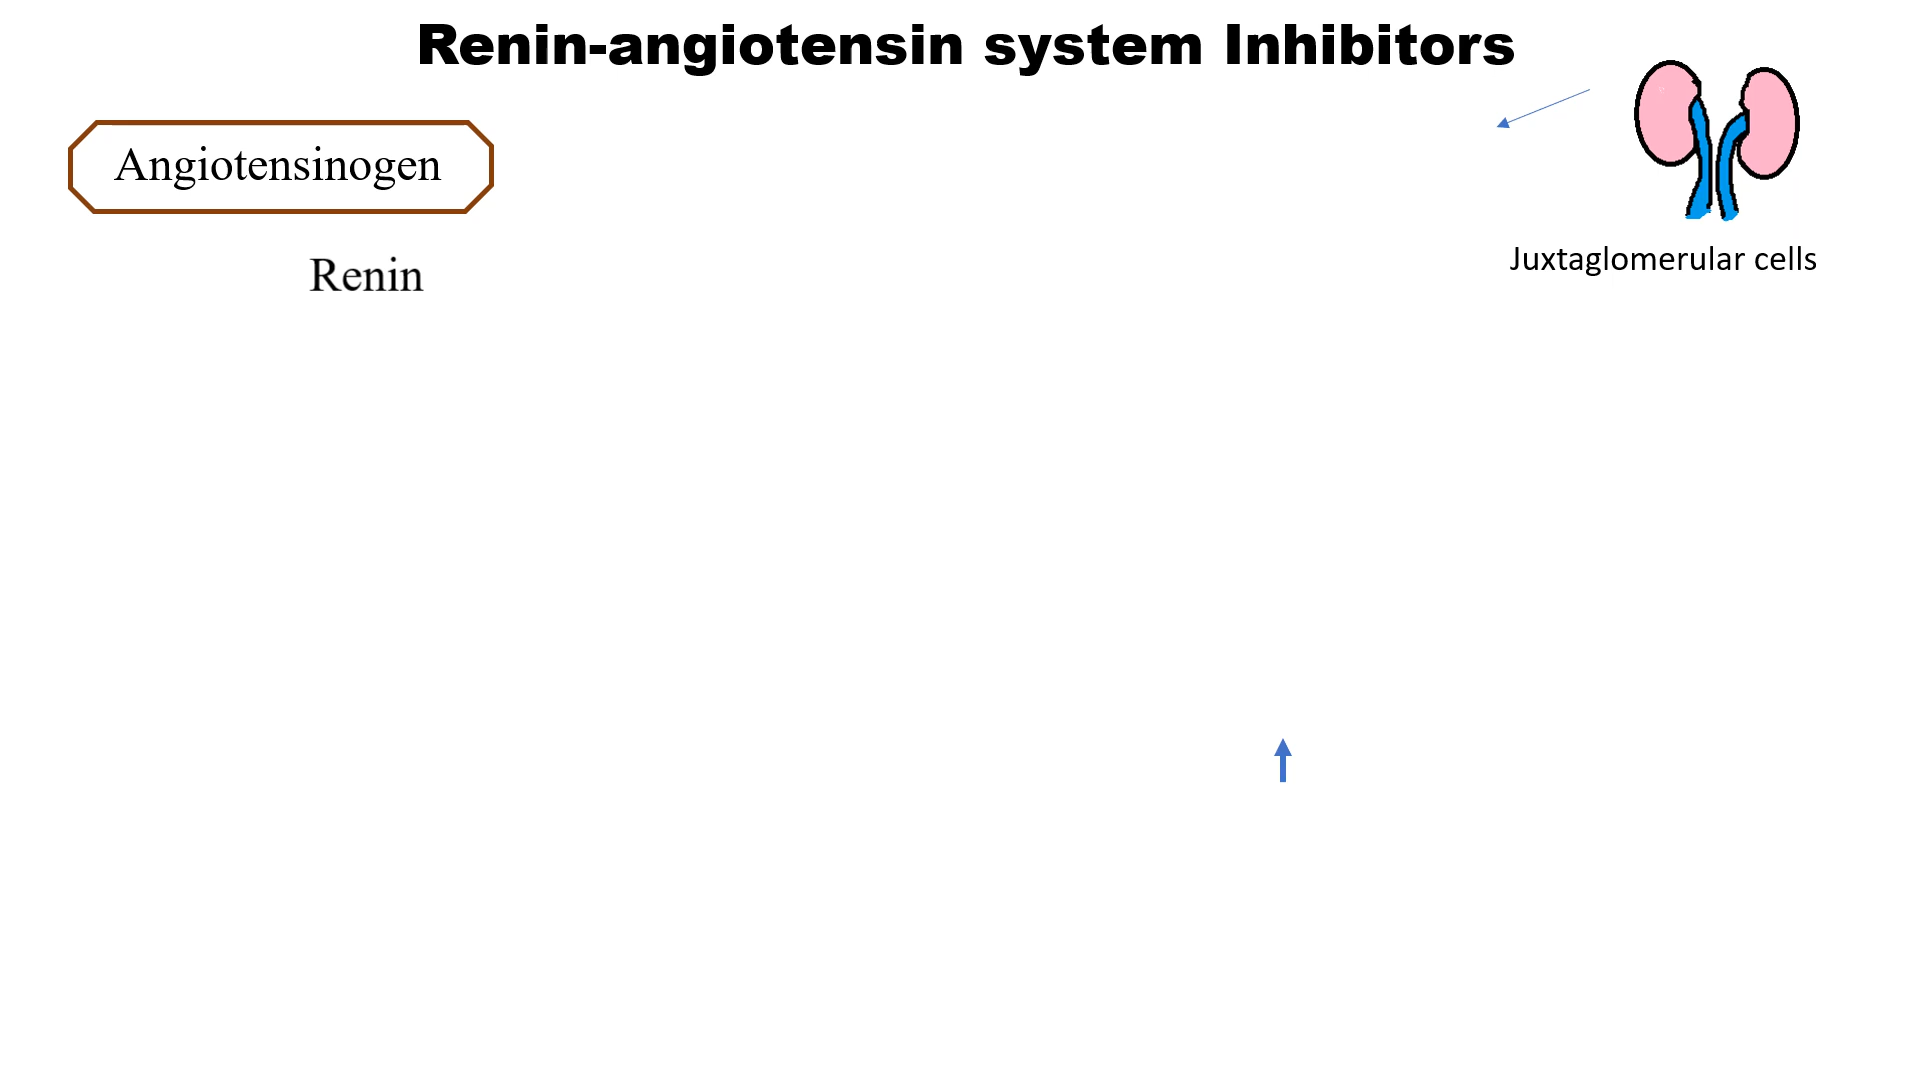 Renin-angiotensin system Inhibitors
Angiotensinogen
Renin
Juxtaglomerular cells